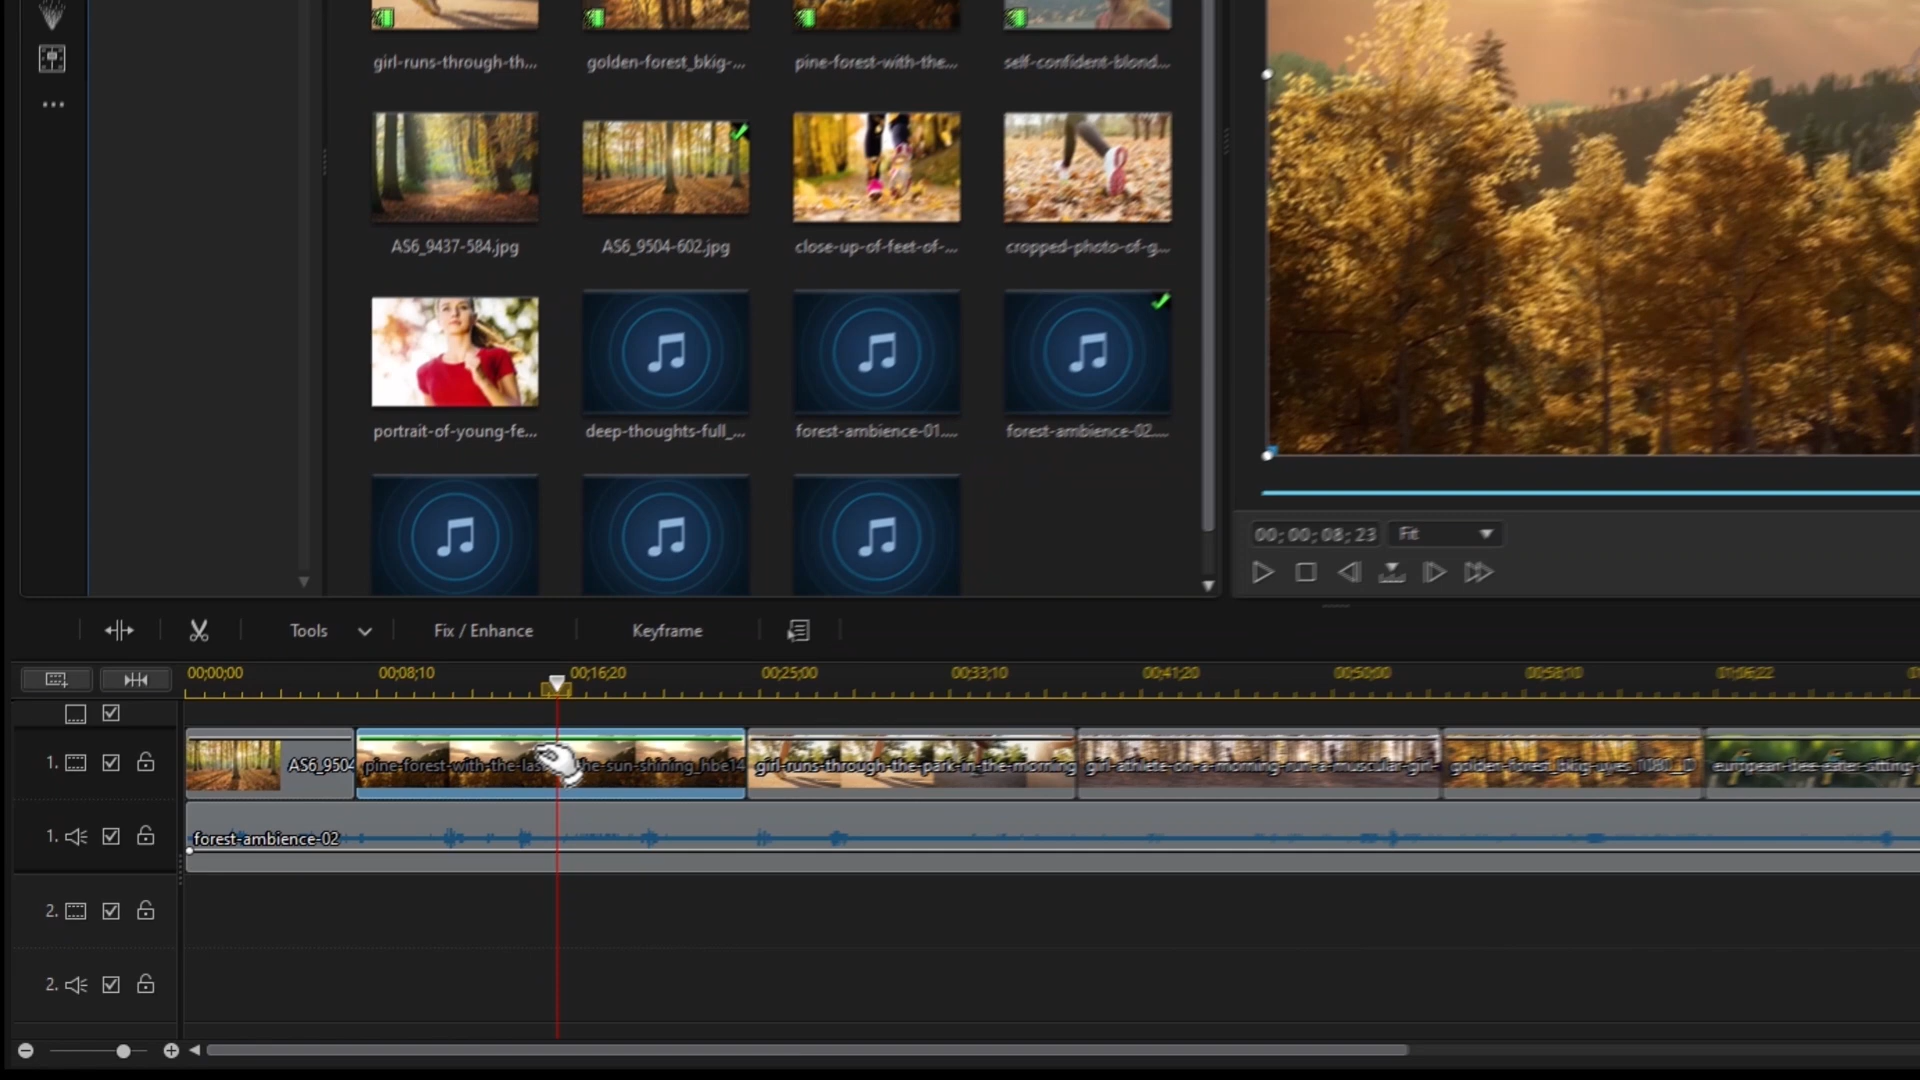 girl-runs-through-th...
golden-forest_bkig-...
pine-forest-with-the...
self-confident-blond...
AS6_9437-584.jpg
AS6_9504-602.jpg
close-up-of-feet-of-...
cropped-photo-of-g...
portrait-of-young-fe...
deep-thoughts-full_...
forest-ambience-01....
forest-ambience-02....
00;00;08;23
Fit
Tools
Fix / Enhance
Keyframe
00;00;00
00;08;10
00;16;20
00;25;00
00;33;10
00;41;20
00;50;00
00;58;10
01;06;22
1.
AS6_9504
pine-forest-with-the-las
the-sun-shining_hbe14
girl-runs-through-the-park-in_the-morning
girl-athlete-on-a-morning-run-a-muscular-girl-
golden-forest_bkig-uyes_1080_D
european-bee-eater-sitting-
1.
forest-ambience-02
2.
2.